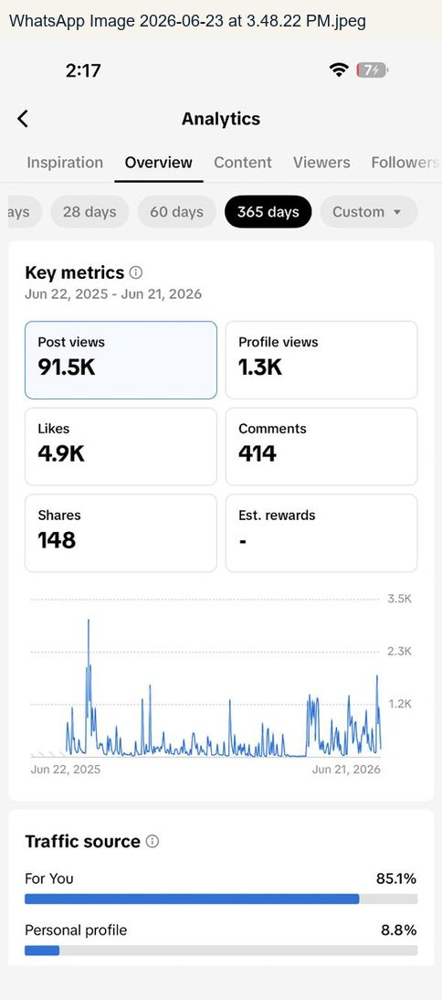 WhatsApp Image 2026-06-23 at 3.48.22 PM.jpeg
2:17
7
Analytics
Inspiration Overview Content Viewers Followers
ays 28 days 60 days 365 days Custom
Key metrics
Jun 22, 2025 - Jun 21, 2026
Post views Profile views
91.5K 1.3K
Likes Comments
4.9K 414
Shares Est. rewards
148 -
3.5K
2.3K
1.2K
0
Jun 22, 2025 Jun 21, 2026
Traffic source
For You 85.1%
Personal profile 8.8%